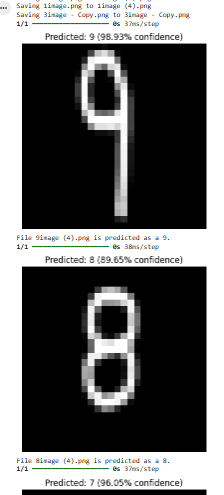 Saving 1image.png to 1image (4).png
Saving 3image - Copy.png to 3image - Copy.png
1/1 0s 37ms/step
Predicted: 9 (98.93% confidence)
9
File 9image (4).png is predicted as a 9.
1/1 0s 38ms/step
Predicted: 8 (89.65% confidence)
8
File 8image (4).png is predicted as a 8.
1/1 0s 37ms/step
Predicted: 7 (96.05% confidence)